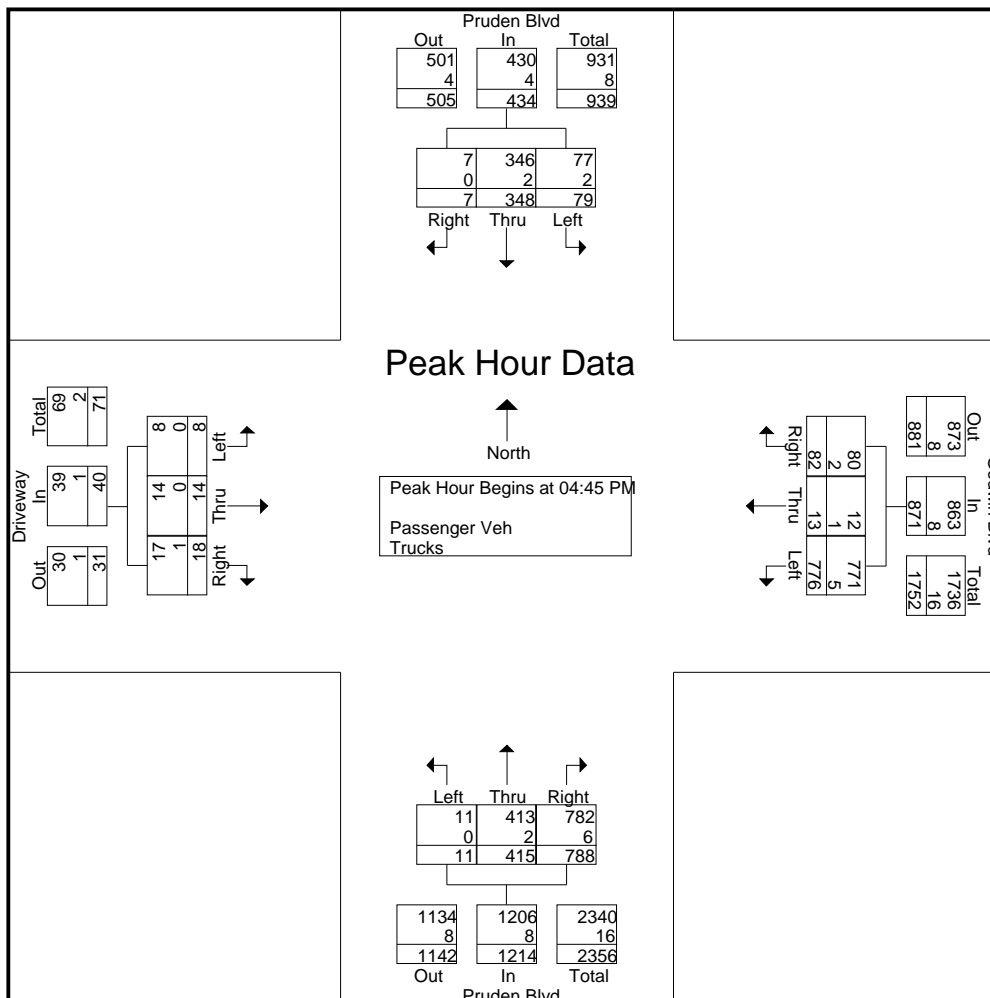 Pruden Blvd
Out In Total
501 430 931
4 4 8
505 434 939
7 346 77
0 2 2
7 348 79
Right Thru Left
Peak Hour Data
North
Peak Hour Begins at 04:45 PM
Passenger Veh
Trucks
Driveway
Out In Total
30 39 69
1 1 2
31 40 71
17 14 8
1 0 0
18 14 8
Right Thru Left
Out In Total
873 863 1736
8 8 16
881 871 1752
80 12 771
2 1 5
82 13 776
Right Thru Left
Left Thru Right
11 413 782
0 2 6
11 415 788
1134 1206 2340
8 8 16
1142 1214 2356
Out In Total
Pruden Blvd